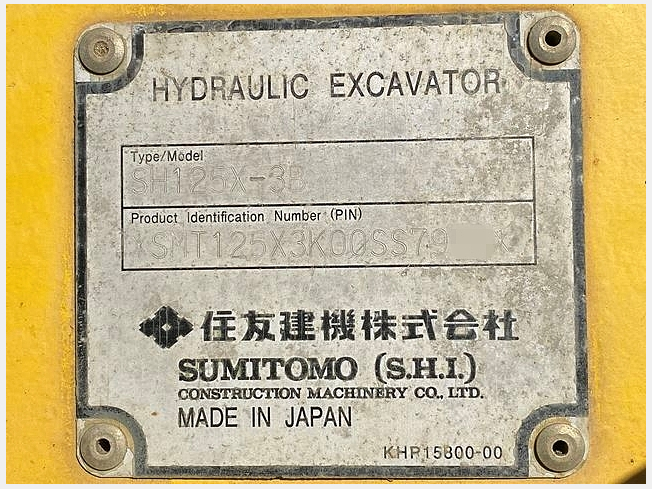 HYDRAULIC EXCAVATOR
Type/Model
SH125X-3B
Product Identification Number (PIN)
住友建機株式会社
SUMITOMO (S.H.I.)
CONSTRUCTION MACHINERY CO., LTD.
MADE IN JAPAN
KHP15800-00